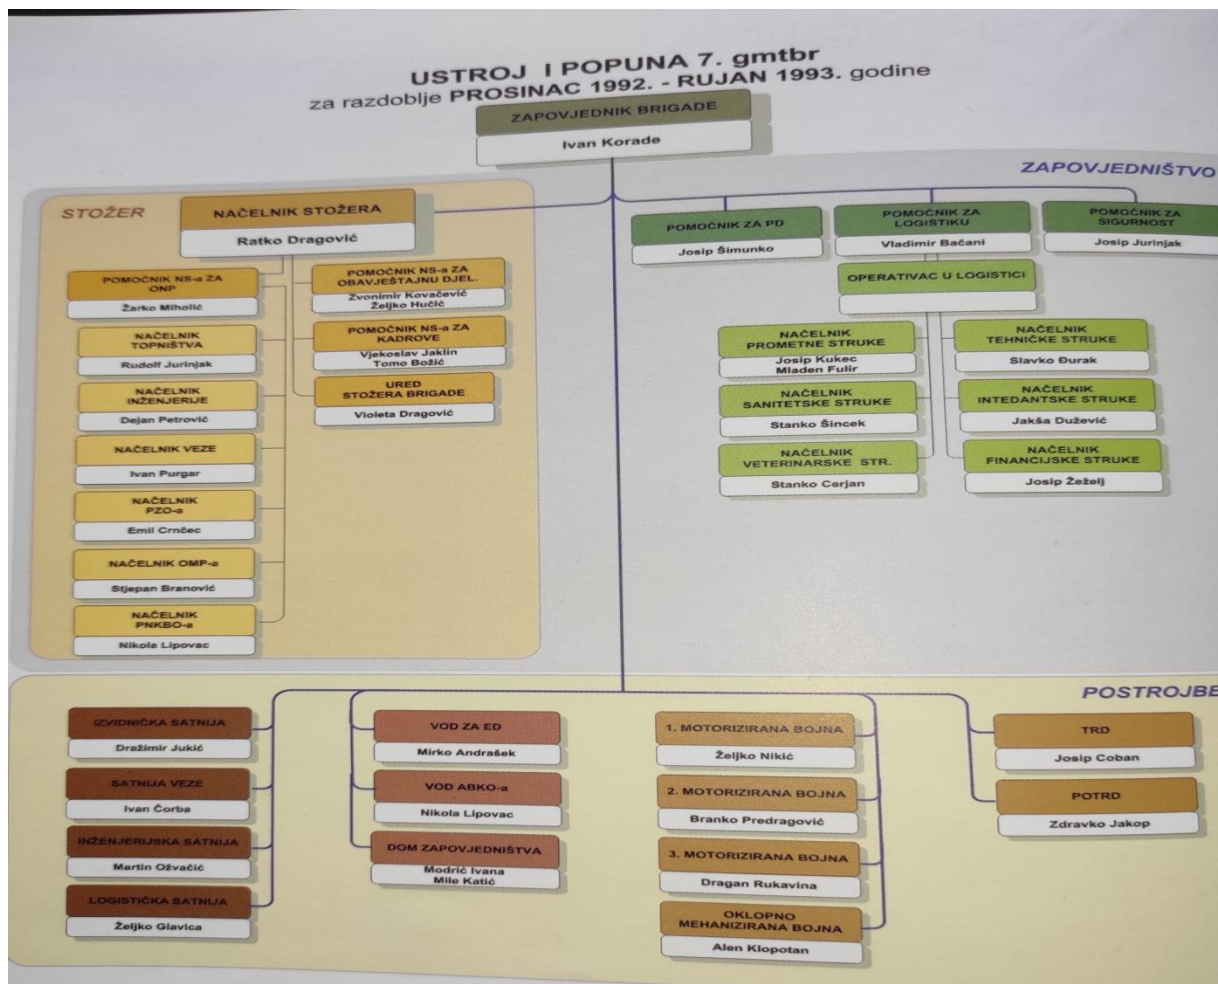 USTROJ I POPUNA 7. gmtbr
za razdoblje PROSINAC 1992. - RUJAN 1993. godine
ZAPOVJEDNIK BRIGADE
Ivan Korade
ZAPOVJEDNIŠTVO
STOŽER
NAČELNIK STOŽERA
Ratko Dragović
POMOĆNIK NS-a ZA
ONP
Žarko Miholić
NAČELNIK
TOPNIŠTVA
Rudolf Jurinjak
NAČELNIK
INŽENJERIJE
Dejan Petrović
NAČELNIK VEZE
Ivan Purgar
NAČELNIK
PZO-a
Emil Crnčec
NAČELNIK OMP-a
Stjepan Branović
NAČELNIK
PNKBO-a
Nikola Lipovac
POMOĆNIK NS-a ZA
OBAVJEŠTAJNU DJEL.
Zvonimir Kovačević
Željko Hučić
POMOĆNIK NS-a ZA
KADROVE
Vjekoslav Jaklin
Tomo Božić
URED
STOŽERA BRIGADE
Violeta Dragović
POMOĆNIK ZA PD
Josip Šimunko
POMOĆNIK ZA
LOGISTIKU
Vladimir Bačani
POMOĆNIK ZA
SIGURNOST
Josip Jurinjak
OPERATIVAC U LOGISTICI
NAČELNIK
PROMETNE STRUKE
Josip Kukec
Mladen Fulir
NAČELNIK
SANITETSKE STRUKE
Stanko Šincek
NAČELNIK
VETERINARSKE STR.
Stanko Cerjan
NAČELNIK
TEHNIČKE STRUKE
Slavko Đurak
NAČELNIK
INTEDANTSKE STRUKE
Jakša Dužević
NAČELNIK
FINANCIJSKE STRUKE
Josip Žeželj
POSTROJBE
IZVIDNIČKA SATNIJA
Dražimir Jukić
SATNIJA VEZE
Ivan Čorba
INŽENJERIJSKA SATNIJA
Martin Ožvačić
LOGISTIČKA SATNIJA
Željko Glavica
VOD ZA ED
Mirko Andrašek
VOD ABKO-a
Nikola Lipovac
DOM ZAPOVJEDNIŠTVA
Modrić Ivana
Mile Katić
1. MOTORIZIRANA BOJNA
Željko Nikić
2. MOTORIZIRANA BOJNA
Branko Predragović
3. MOTORIZIRANA BOJNA
Dragan Rukavina
OKLOPNO
MEHANIZIRANA BOJNA
Alen Klopotan
TRD
Josip Coban
POTRD
Zdravko Jakop